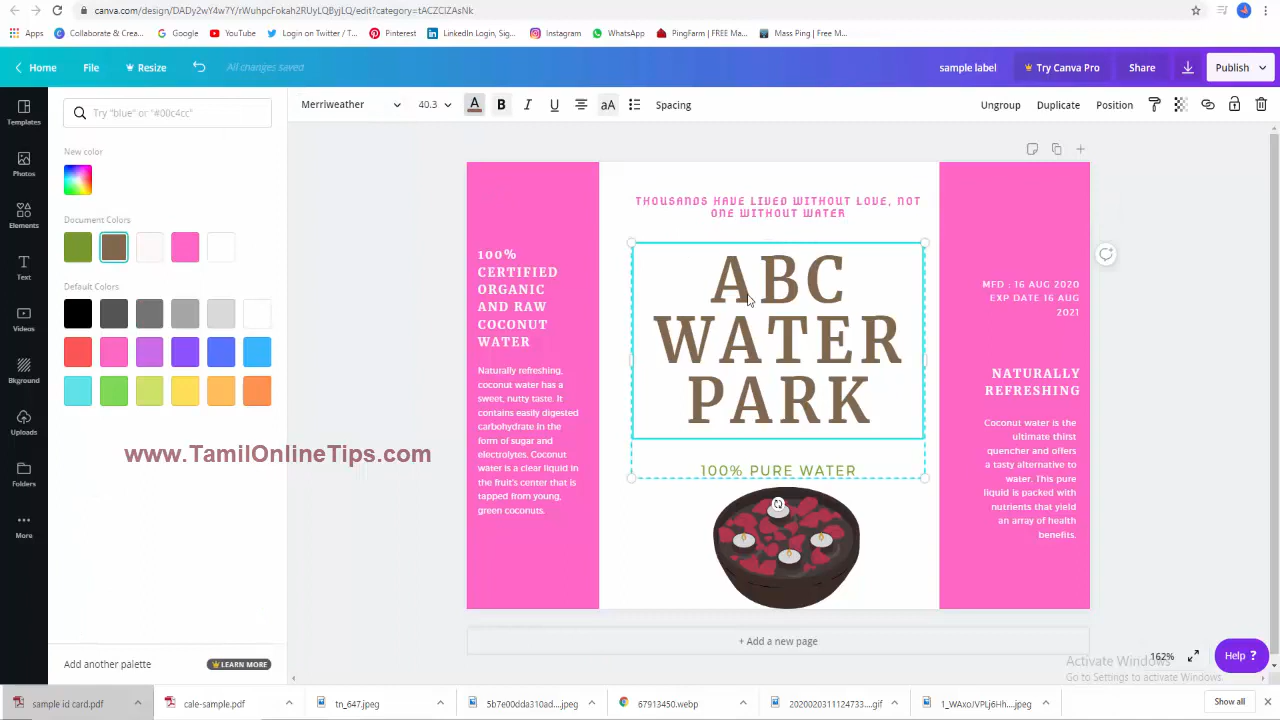 canva.com/design/DADy2wY4w7Y/rWuhpcFokah2RUyLQByjLQ/edit?category=tACZCIZAsNk
Apps
Collaborate & Crea...
Google
YouTube
Login on Twitter / T...
Pinterest
LinkedIn Login, Sig...
Instagram
WhatsApp
PingFarm | FREE Ma...
Mass Ping | Free M...
Home
File
Resize
All changes saved
sample label
Try Canva Pro
Share
Publish
Templates
Photos
Elements
Text
Videos
Bkground
Uploads
Folders
More
Try "blue" or "#00c4cc"
New color
Document Colors
Default Colors
Add another palette
LEARN MORE
Merriweather
40.3
A
B
I
U
aA
Spacing
Ungroup
Duplicate
Position
THOUSANDS HAVE LIVED WITHOUT LOVE, NOT
ONE WITHOUT WATER
100%
CERTIFIED
ORGANIC
AND RAW
COCONUT
WATER
Naturally refreshing,
coconut water has a
sweet, nutty taste. It
contains easily digested
carbohydrate in the
form of sugar and
electrolytes. Coconut
water is a clear liquid in
the fruit's center that is
tapped from young,
green coconuts.
ABC
WATER
PARK
100% PURE WATER
MFD : 16 AUG 2020
EXP DATE 16 AUG
2021
NATURALLY
REFRESHING
Coconut water is the
ultimate thirst
quencher and offers
a tasty alternative to
water. This pure
liquid is packed with
nutrients that yield
an array of health
benefits.
www.TamilOnlineTips.com
+ Add a new page
162%
Help ?
Activate Windows
Go to Settings to activate Windows.
sample id card.pdf
cale-sample.pdf
tn_647.jpeg
5b7e00dda310ad....jpeg
67913450.webp
2020020311124733....gif
1_WAxoJVPLj6Hh....jpeg
Show all